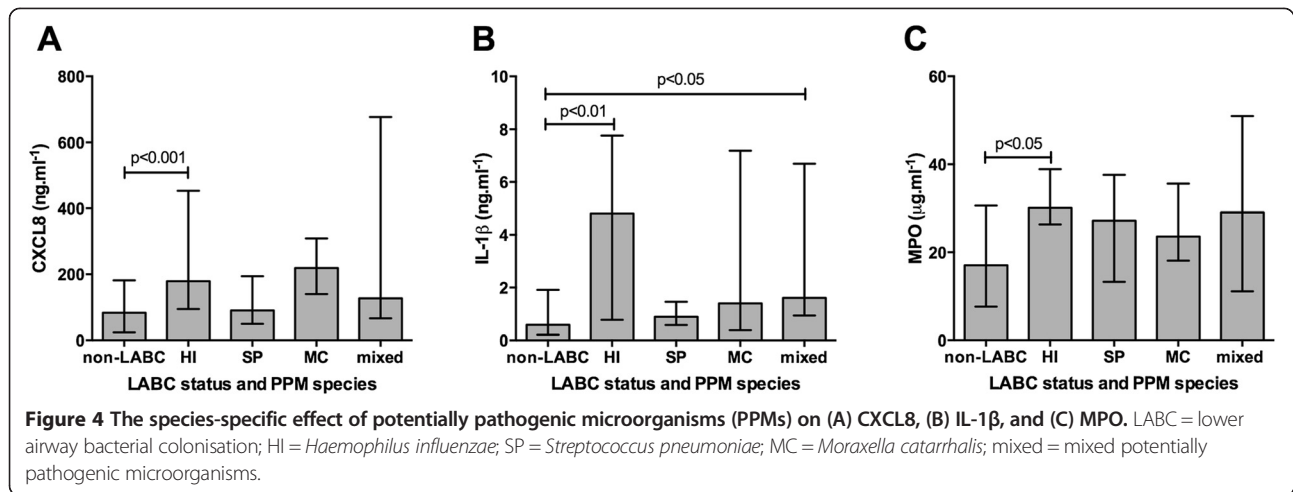 A
B
C
800
600
400
200
0
CXCL8 (ng.ml⁻¹)
p<0.001
non-LABC HI SP MC mixed
LABC status and PPM species
10
8
6
4
2
0
IL-1β (ng.ml⁻¹)
p<0.05
p<0.01
non-LABC HI SP MC mixed
LABC status and PPM species
60
40
20
0
MPO (μg.ml⁻¹)
p<0.05
non-LABC HI SP MC mixed
LABC status and PPM species
Figure 4 The species-specific effect of potentially pathogenic microorganisms (PPMs) on (A) CXCL8, (B) IL-1β, and (C) MPO. LABC = lower
airway bacterial colonisation; HI = Haemophilus influenzae; SP = Streptococcus pneumoniae; MC = Moraxella catarrhalis; mixed = mixed potentially
pathogenic microorganisms.